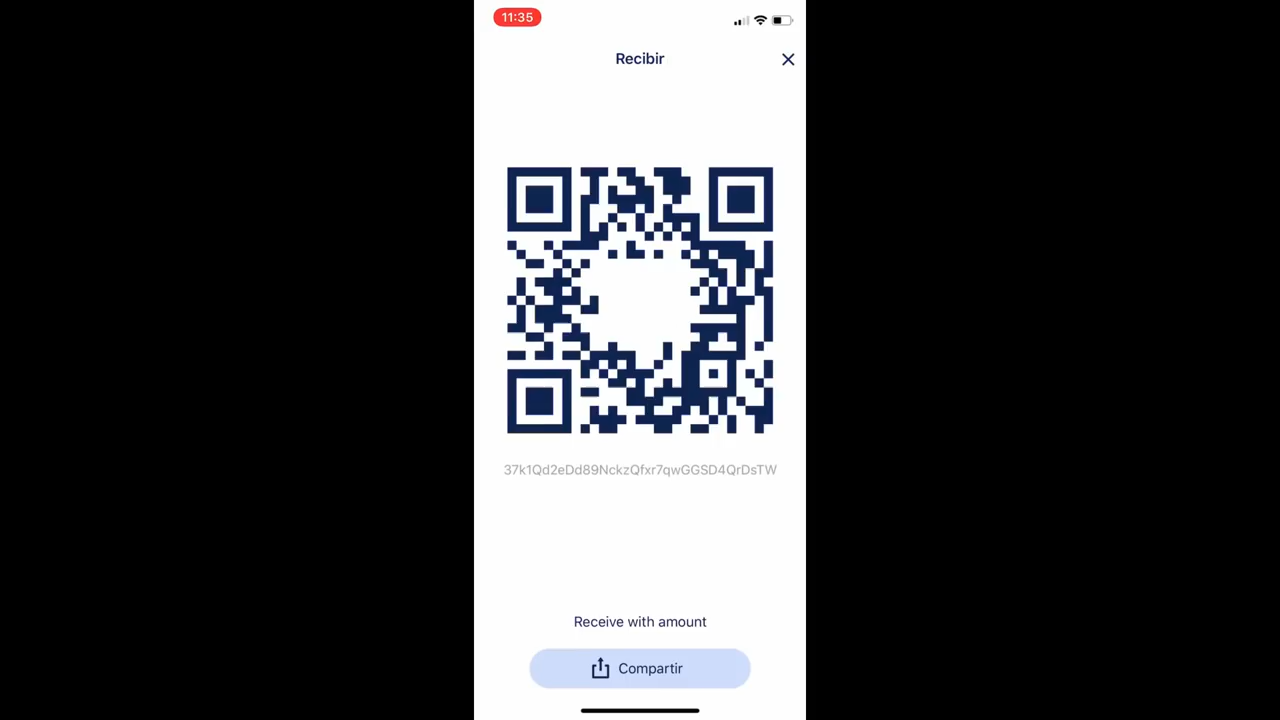 11:35
Recibir
37k1Qd2eDd89NckzQfxr7qwGGSD4QrDsTW
Receive with amount
Compartir